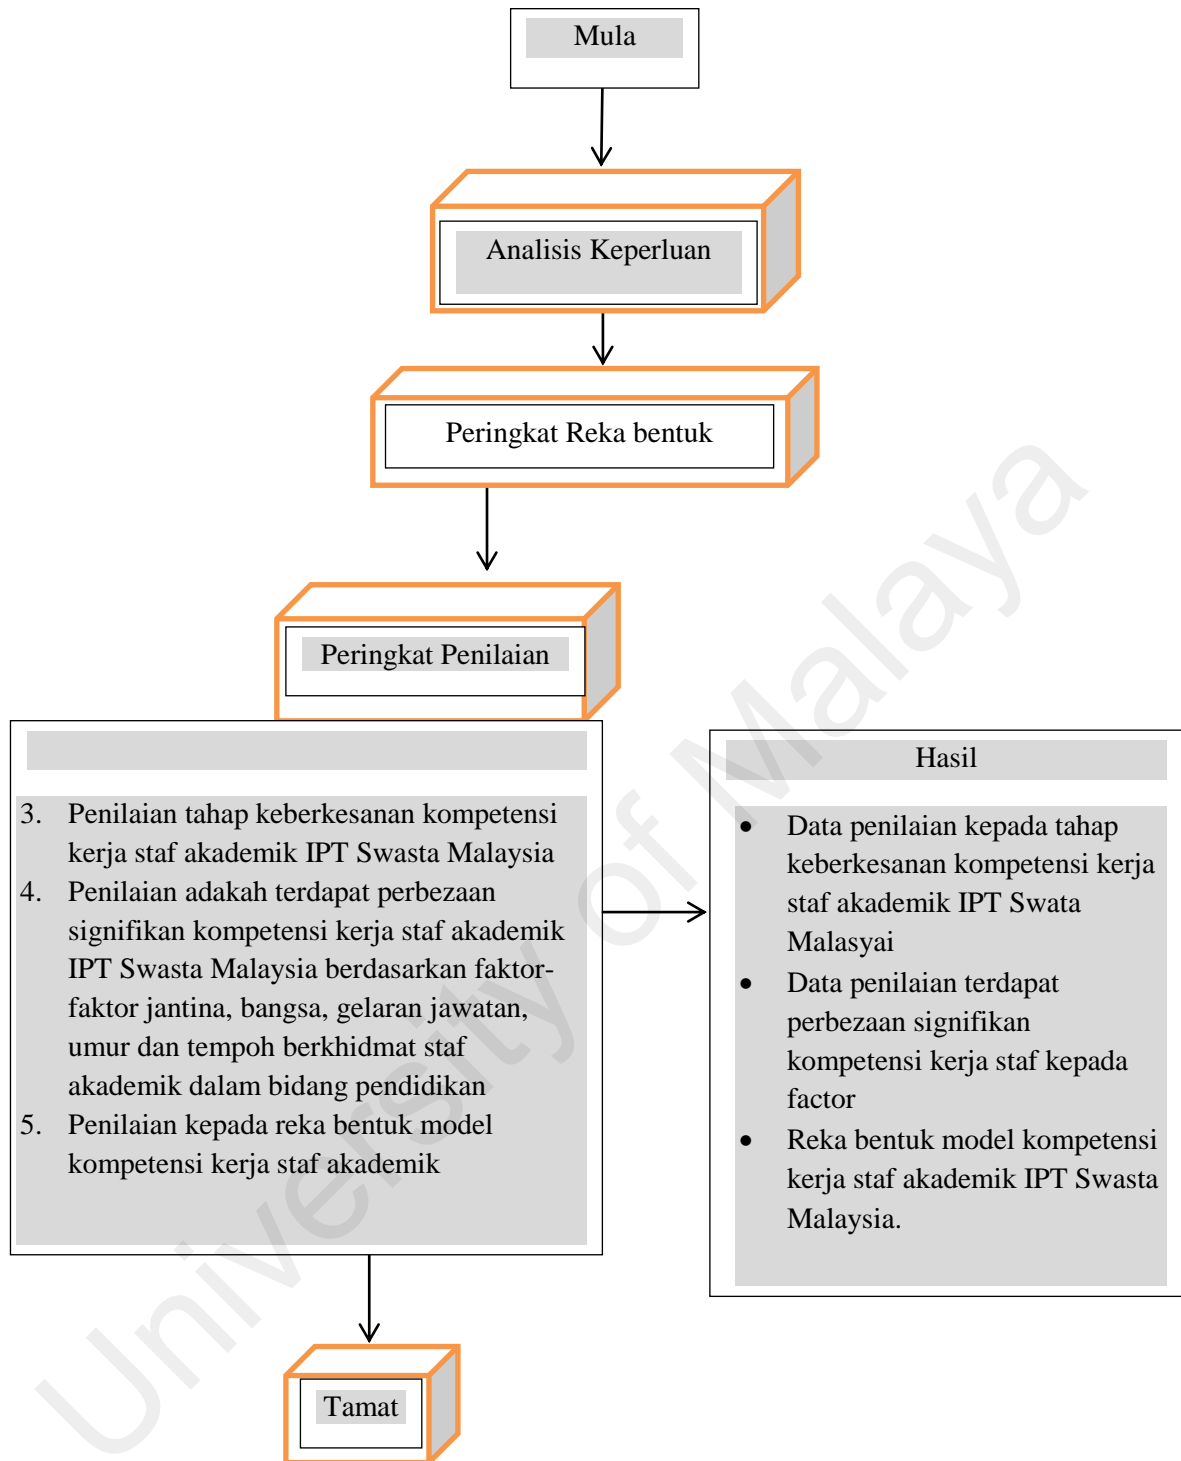 Mula
Analisis Keperluan
Peringkat Reka bentuk
Peringkat Penilaian
3. Penilaian tahap keberkesanan kompetensi
kerja staf akademik IPT Swasta Malaysia
4. Penilaian adakah terdapat perbezaan
signifikan kompetensi kerja staf akademik
IPT Swasta Malaysia berdasarkan faktor-
faktor jantina, bangsa, gelaran jawatan,
umur dan tempoh berkhidmat staf
akademik dalam bidang pendidikan
5. Penilaian kepada reka bentuk model
kompetensi kerja staf akademik
Hasil
• Data penilaian kepada tahap
keberkesanan kompetensi kerja
staf akademik IPT Swata
Malasyai
• Data penilaian terdapat
perbezaan signifikan
kompetensi kerja staf kepada
factor
• Reka bentuk model kompetensi
kerja staf akademik IPT Swasta
Malaysia.
Tamat
University of Malaya